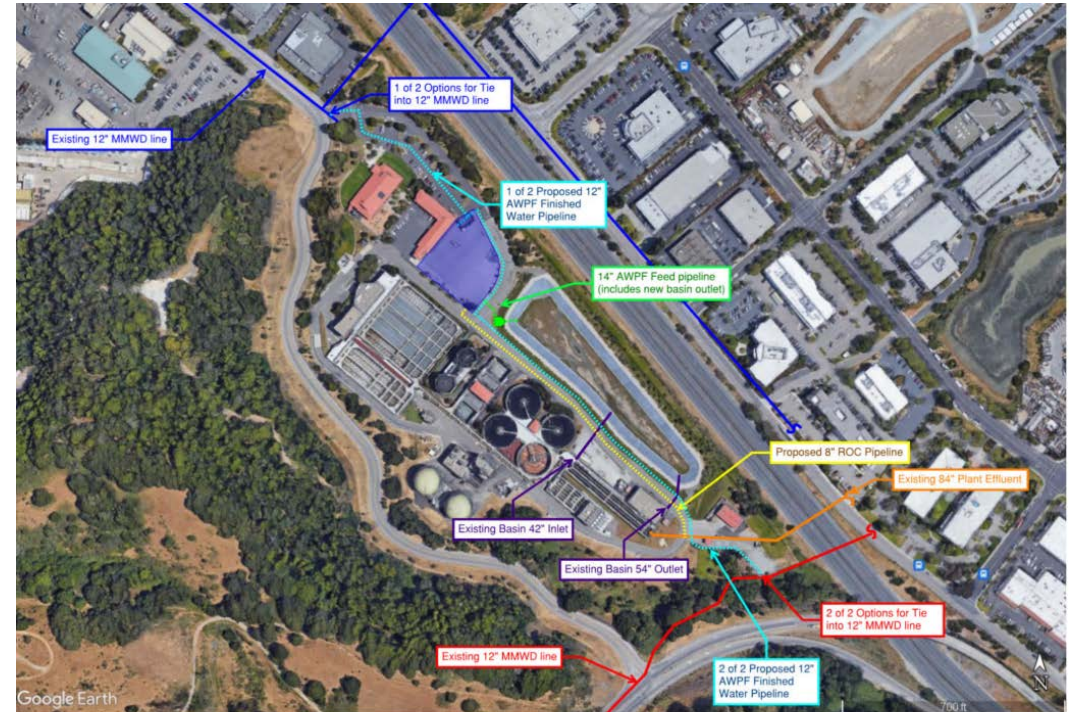 1 of 2 Options for Tie
into 12" MMWD line
Existing 12" MMWD line
1 of 2 Proposed 12"
AWPF Finished
Water Pipeline
14" AWPF Feed pipeline
(includes new basin outlet)
Proposed 8" ROC Pipeline
Existing 84" Plant Effluent
Existing Basin 42" Inlet
Existing Basin 54" Outlet
2 of 2 Options for Tie
into 12" MMWD line
Existing 12" MMWD line
2 of 2 Proposed 12"
AWPF Finished
Water Pipeline
Google Earth
N
700 ft